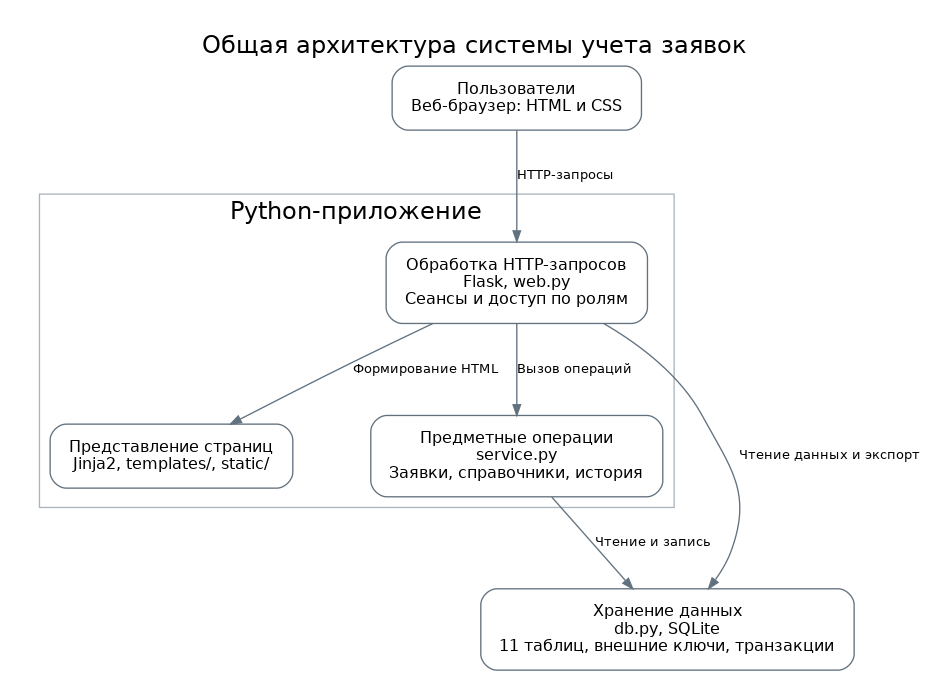 Общая архитектура системы учета заявок
Пользователи
Веб-браузер: HTML и CSS
HTTP-запросы
Python-приложение
Обработка HTTP-запросов
Flask, web.py
Сеансы и доступ по ролям
Формирование HTML
Вызов операций
Представление страниц
Jinja2, templates/, static/
Предметные операции
service.py
Заявки, справочники, история
Чтение данных и экспорт
Чтение и запись
Хранение данных
db.py, SQLite
11 таблиц, внешние ключи, транзакции